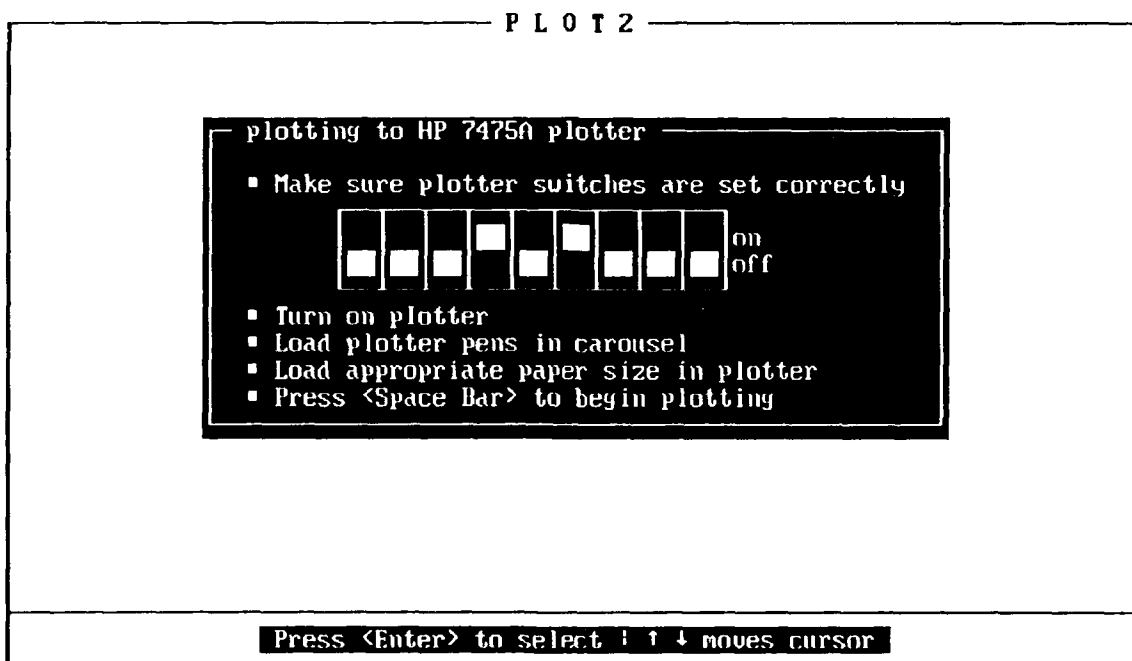 P L O T 2
plotting to HP 7475A plotter
▪ Make sure plotter switches are set correctly
on
off
▪ Turn on plotter
▪ Load plotter pens in carousel
▪ Load appropriate paper size in plotter
▪ Press <Space Bar> to begin plotting
Press <Enter> to select ¦ ↑ ↓ moves cursor